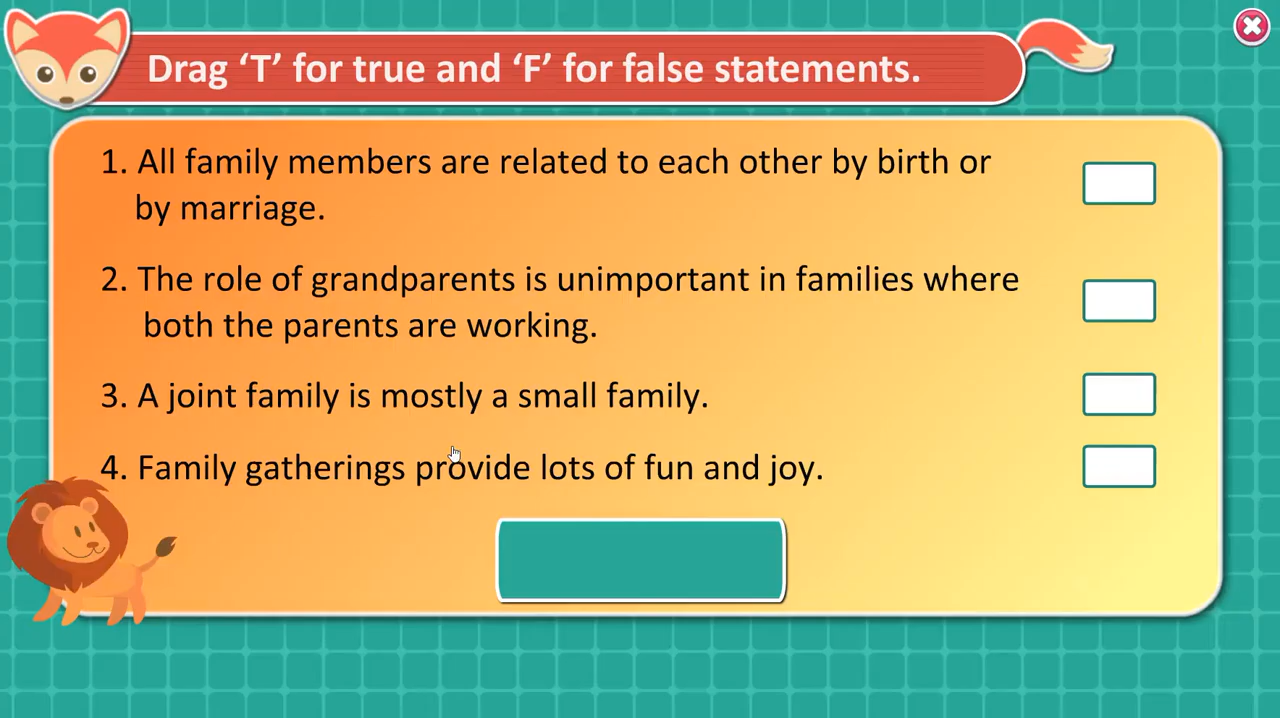 Drag ‘T’ for true and ‘F’ for false statements.
1. All family members are related to each other by birth or
by marriage.
2. The role of grandparents is unimportant in families where
both the parents are working.
3. A joint family is mostly a small family.
4. Family gatherings provide lots of fun and joy.